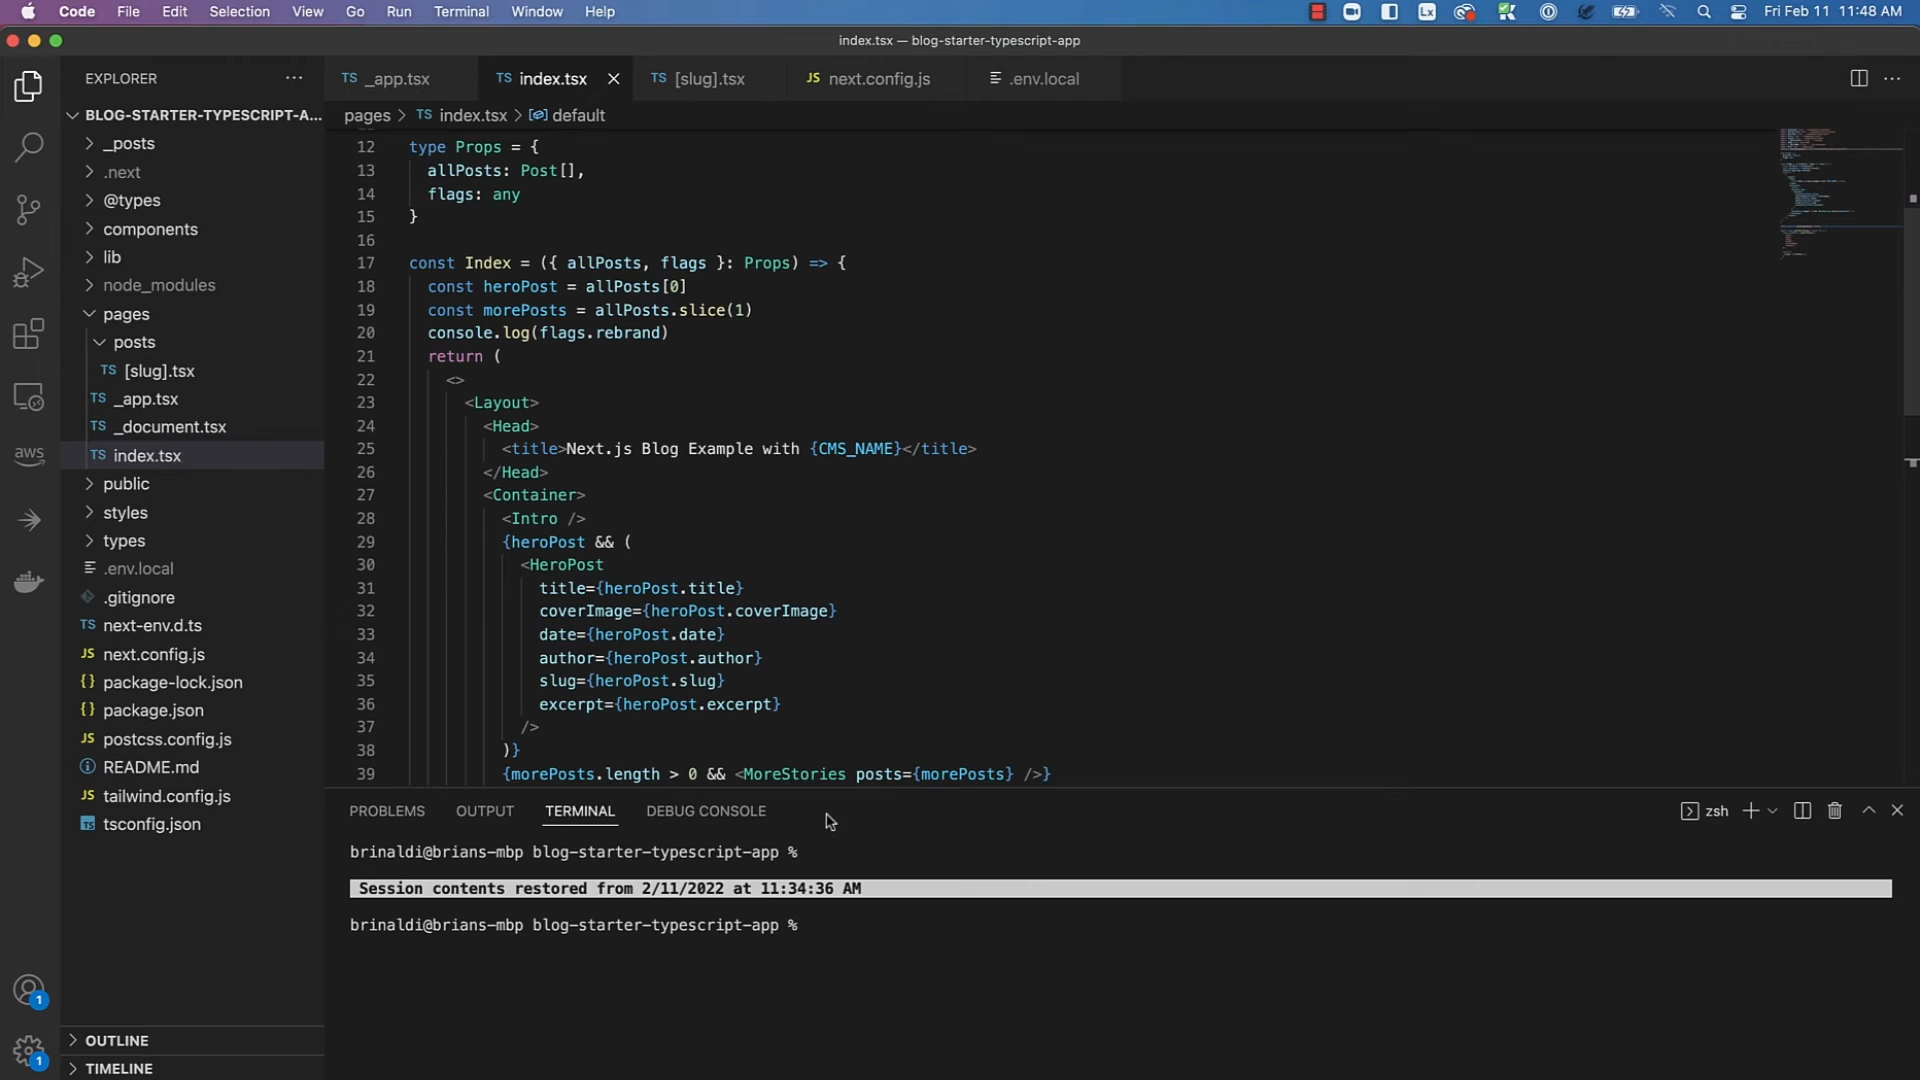 Code File Edit Selection View Go Run Terminal Window Help
Lx
Fri Feb 11 11:48 AM
index.tsx — blog-starter-typescript-app
EXPLORER
TS _app.tsx
TS index.tsx
TS [slug].tsx
JS next.config.js
.env.local
BLOG-STARTER-TYPESCRIPT-A...
_posts
.next
@types
components
lib
node_modules
pages
posts
TS [slug].tsx
TS _app.tsx
TS _document.tsx
TS index.tsx
public
styles
types
.env.local
.gitignore
TS next-env.d.ts
JS next.config.js
{} package-lock.json
{} package.json
JS postcss.config.js
README.md
JS tailwind.config.js
TS tsconfig.json
OUTLINE
TIMELINE
aws
1
1
pages > TS index.tsx > default
12 type Props = {
13 allPosts: Post[],
14 flags: any
15 }
16
17 const Index = ({ allPosts, flags }: Props) => {
18 const heroPost = allPosts[0]
19 const morePosts = allPosts.slice(1)
20 console.log(flags.rebrand)
21 return (
22 <>
23 <Layout>
24 <Head>
25 <title>Next.js Blog Example with {CMS_NAME}</title>
26 </Head>
27 <Container>
28 <Intro />
29 {heroPost && (
30 <HeroPost
31 title={heroPost.title}
32 coverImage={heroPost.coverImage}
33 date={heroPost.date}
34 author={heroPost.author}
35 slug={heroPost.slug}
36 excerpt={heroPost.excerpt}
37 />
38 )}
39 {morePosts.length > 0 && <MoreStories posts={morePosts} />}
PROBLEMS OUTPUT TERMINAL DEBUG CONSOLE
zsh
brinaldi@brians-mbp blog-starter-typescript-app %
Session contents restored from 2/11/2022 at 11:34:36 AM
brinaldi@brians-mbp blog-starter-typescript-app %